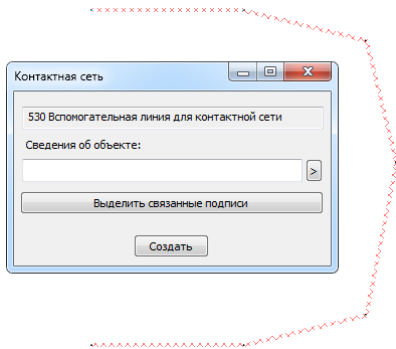 Контактная сеть
530 Вспомогательная линия для контактной сети
Сведения об объекте:
>
Выделить связанные подписи
Создать